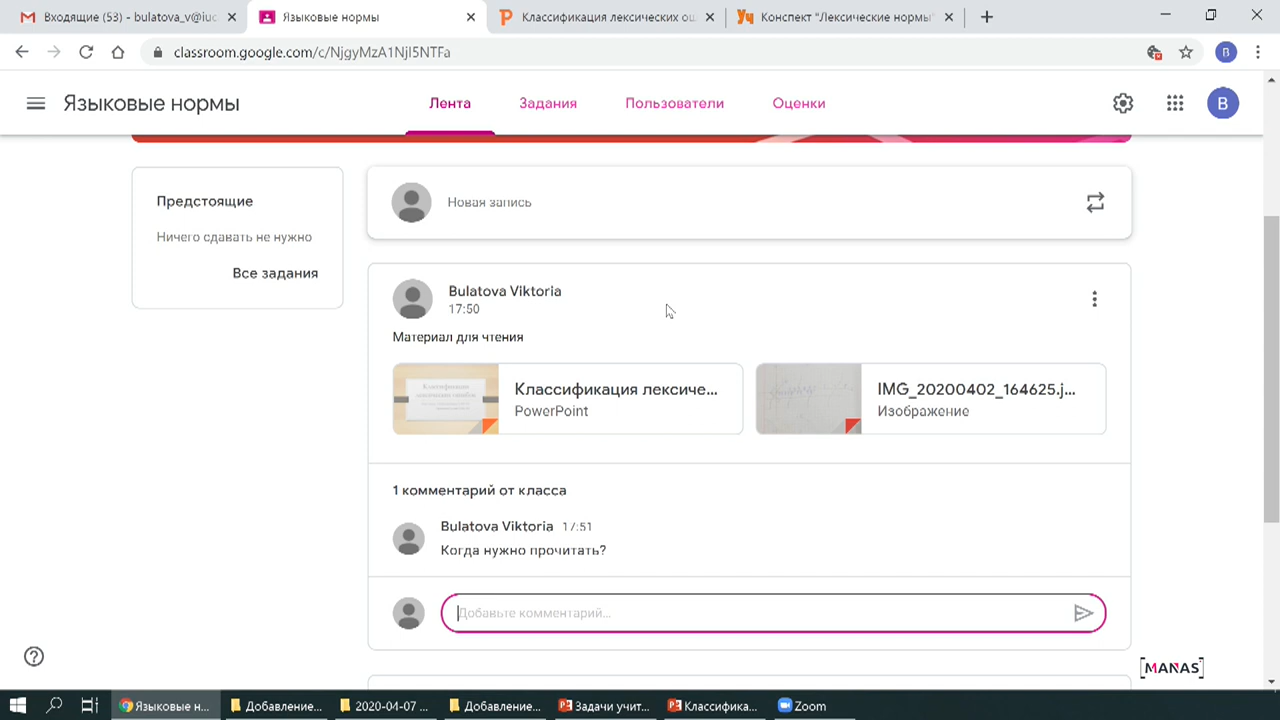 Входящие (53) - bulatova_v@iuc
Языковые нормы
Классификация лексических ош
Конспект "Лексические нормы"
classroom.google.com/c/NjgyMzA1NjI5NTFa
В
Языковые нормы
Лента
Задания
Пользователи
Оценки
В
Предстоящие
Ничего сдавать не нужно
Все задания
Новая запись
Bulatova Viktoria
17:50
Материал для чтения
Классификация лексиче...
PowerPoint
IMG_20200402_164625.j...
Изображение
1 комментарий от класса
Bulatova Viktoria 17:51
Когда нужно прочитать?
Добавьте комментарий...
[MANAS]
Языковые н...
Добавление...
2020-04-07 ...
Добавление...
Задачи учит...
Классифика...
Zoom